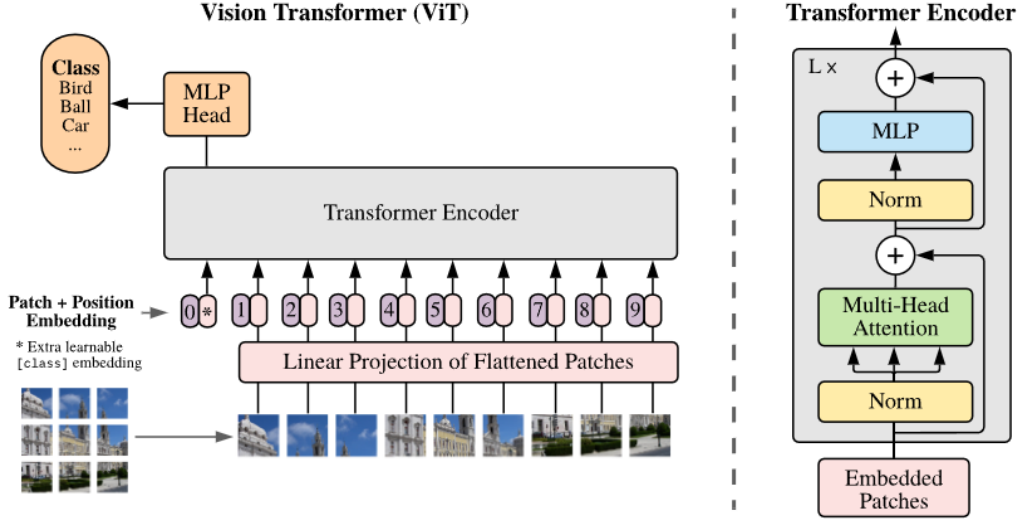 Vision Transformer (ViT)
Class
Bird
Ball
Car
...
MLP
Head
Transformer Encoder
Patch + Position
Embedding
0 * 1 2 3 4 5 6 7 8 9
* Extra learnable
[class] embedding
Linear Projection of Flattened Patches
Transformer Encoder
L ×
+
MLP
Norm
+
Multi-Head
Attention
Norm
Embedded
Patches